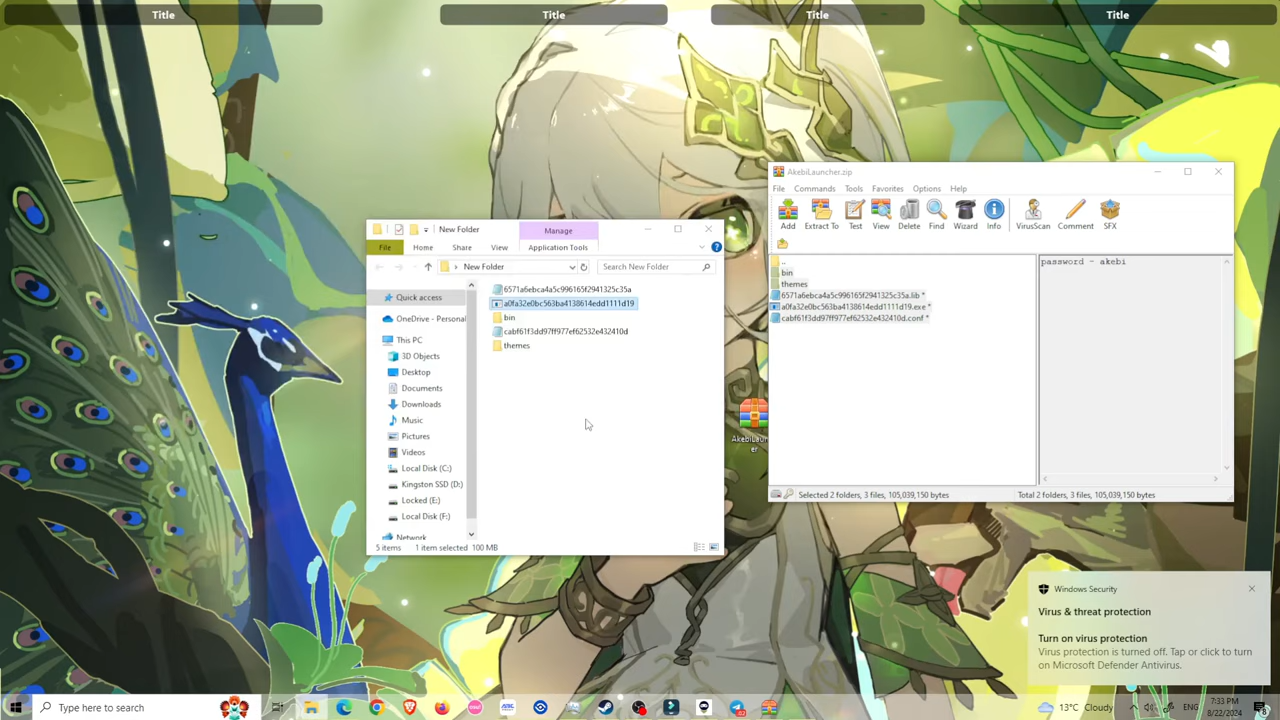 Title
Title
Title
Title
New Folder
Manage
File
Home
Share
View
Application Tools
New Folder
Search New Folder
Quick access
OneDrive - Personal
This PC
3D Objects
Desktop
Documents
Downloads
Music
Pictures
Videos
Local Disk (C:)
Kingston SSD (D:)
Locked (E:)
Local Disk (F:)
Network
6571a6ebca4a5c996165f2941325c35a
a0fa32e0bc563ba4138614edd1111d19
bin
cabf61f3dd97ff977ef62532e432410d
themes
5 items
1 item selected 100 MB
AkebiLauncher.zip
File Commands Tools Favorites Options Help
Add Extract To Test View Delete Find Wizard Info VirusScan Comment SFX
..
bin
themes
6571a6ebca4a5c996165f2941325c35a.lib *
a0fa32e0bc563ba4138614edd1111d19.exe *
cabf61f3dd97ff977ef62532e432410d.conf *
password - akebi
Selected 2 folders, 3 files, 105,039,150 bytes
Total 2 folders, 3 files, 105,039,150 bytes
Windows Security
Virus & threat protection
Turn on virus protection
Virus protection is turned off. Tap or click to
turn on Microsoft Defender Antivirus.
Type here to search
13°C Cloudy
ENG
7:33 PM
8/22/2024